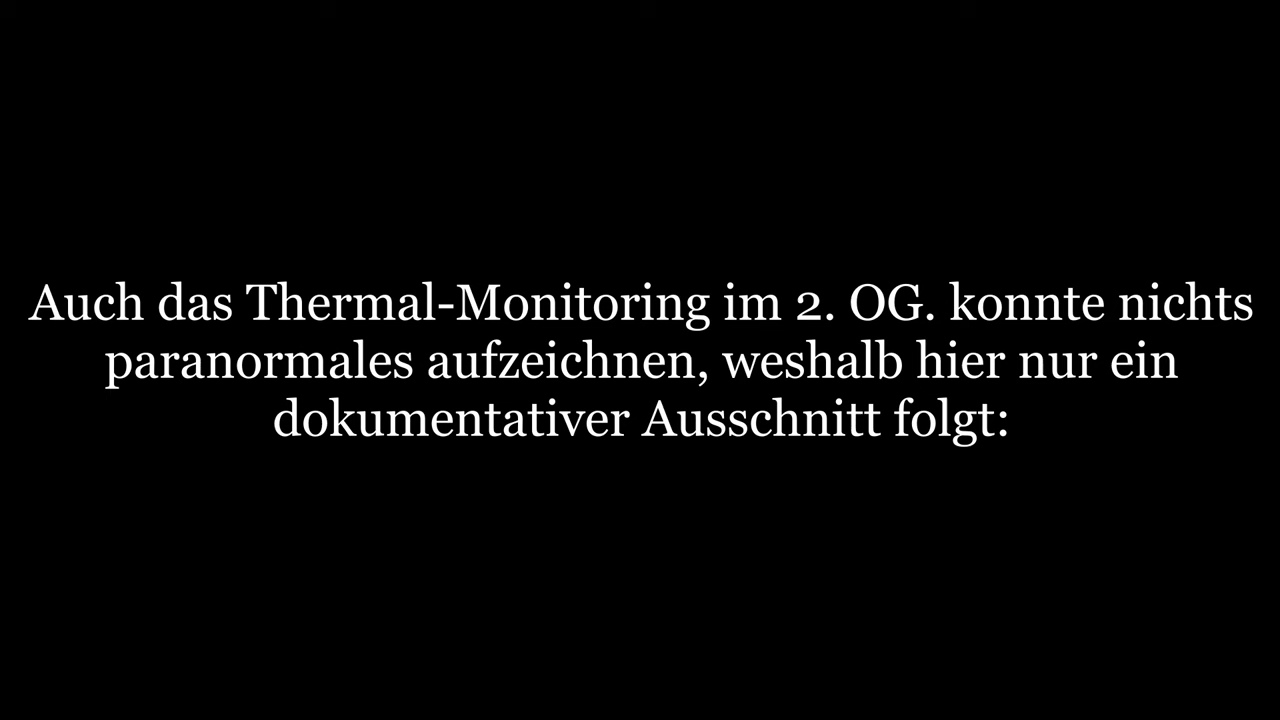 Auch das Thermal-Monitoring im 2. OG. konnte nichts
paranormales aufzeichnen, weshalb hier nur ein
dokumentativer Ausschnitt folgt: